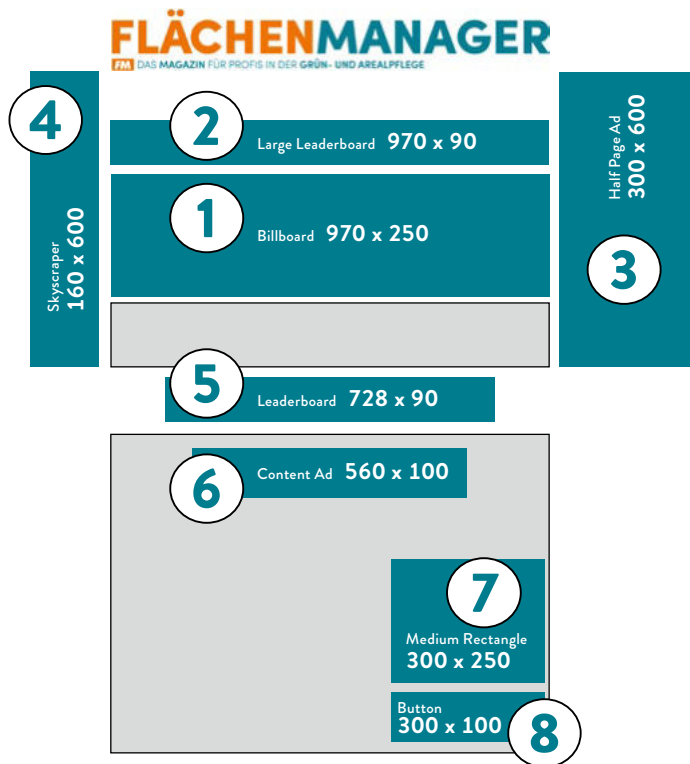 FLÄCHENMANAGER
FM DAS MAGAZIN FÜR PROFIS IN DER GRÜN- UND AREALPFLEGE
4
Skyscraper
160 x 600
2
Large Leaderboard 970 x 90
1
Billboard 970 x 250
Half Page Ad
300 x 600
3
5
Leaderboard 728 x 90
6
Content Ad 560 x 100
7
Medium Rectangle
300 x 250
Button
300 x 100
8